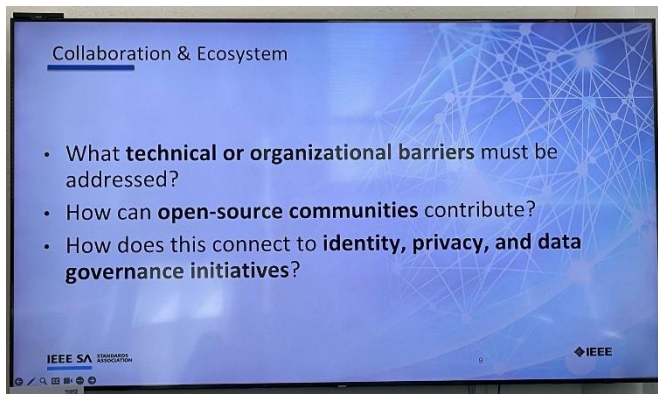 Collaboration & Ecosystem
• What technical or organizational barriers must be
addressed?
• How can open-source communities contribute?
• How does this connect to identity, privacy, and data
governance initiatives?
IEEE SA STANDARDS
ASSOCIATION
IEEE